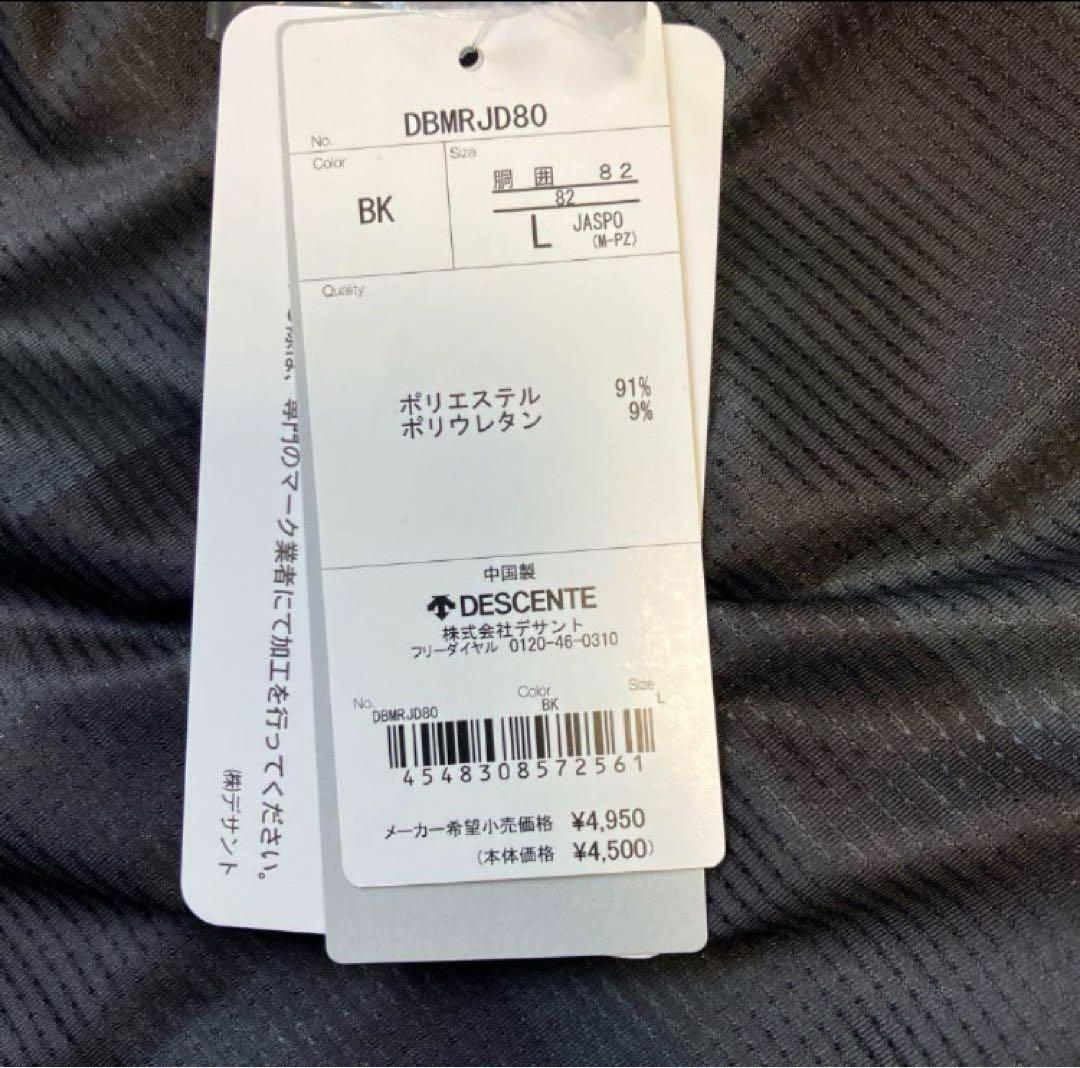 DBMRJD80
No.
Color
BK
Size
胴 囲 82
82
L JASPO
(M-PZ)
Quality
ポリエステル 91%
ポリウレタン 9%
中国製
DESCENTE
株式会社デサント
フリーダイヤル 0120-46-0310
No. DBMRJD80
Color BK
Size L
4548308572561
メーカー希望小売価格 ¥4,950
(本体価格 ¥4,500)
専門のマーク業者にて加工を行ってください。
㈱デサント